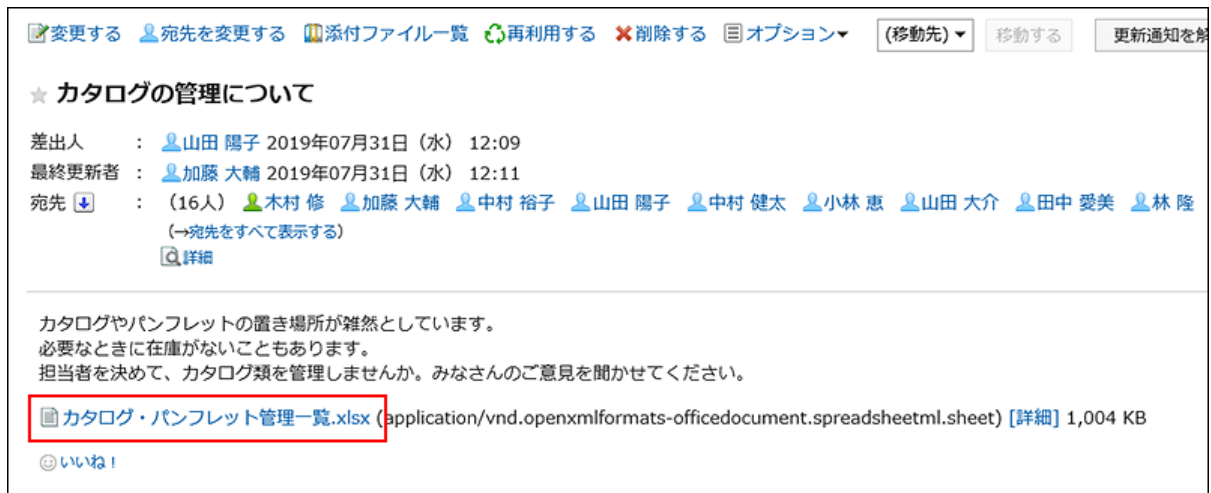 変更する 宛先を変更する 添付ファイル一覧 再利用する 削除する オプション (移動先) 移動する 更新通知を解
カタログの管理について
差出人 : 山田 陽子 2019年07月31日（水） 12:09
最終更新者 : 加藤 大輔 2019年07月31日（水） 12:11
宛先 : （16人） 木村 修 加藤 大輔 中村 裕子 山田 陽子 中村 健太 小林 恵 山田 大介 田中 愛美 林 隆
(→宛先をすべて表示する)
詳細
カタログやパンフレットの置き場所が雑然としています。
必要なときに在庫がないこともあります。
担当者を決めて、カタログ類を管理しませんか。みなさんのご意見を聞かせてください。
カタログ・パンフレット管理一覧.xlsx (application/vnd.openxmlformats-officedocument.spreadsheetml.sheet) [詳細] 1,004 KB
いいね！